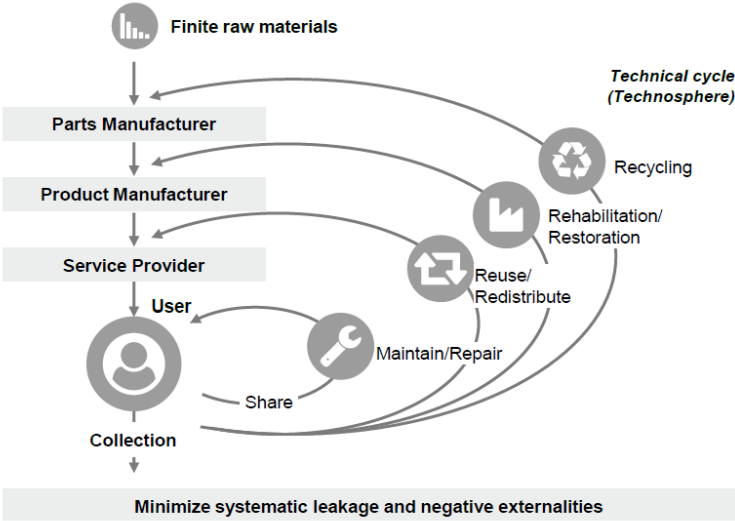 Finite raw materials
Technical cycle
(Technosphere)
Parts Manufacturer
Recycling
Product Manufacturer
Rehabilitation/
Restoration
Service Provider
Reuse/
Redistribute
User
Maintain/Repair
Share
Collection
Minimize systematic leakage and negative externalities